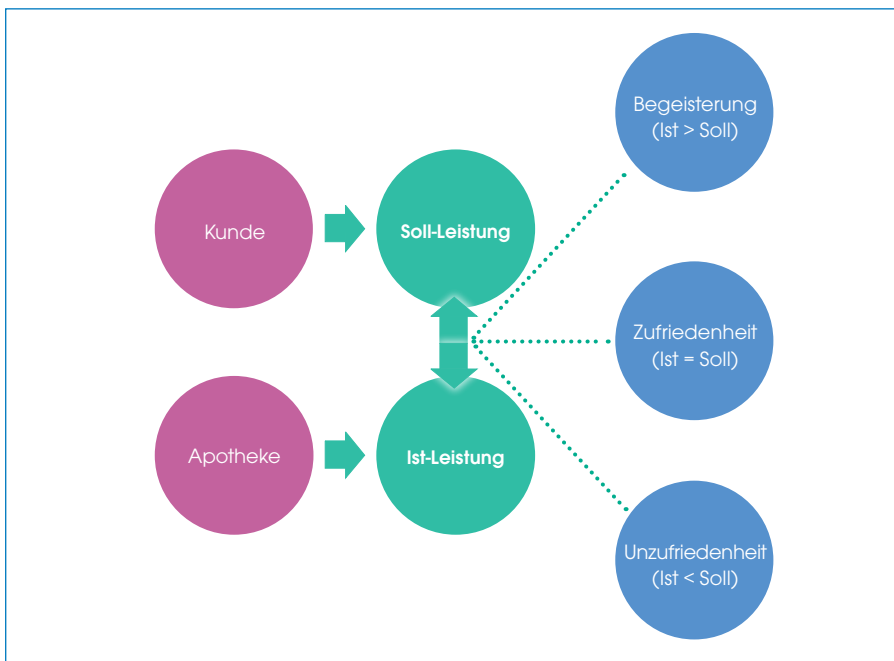 Begeisterung
(Ist > Soll)
Kunde
Soll-Leistung
Zufriedenheit
(Ist = Soll)
Apotheke
Ist-Leistung
Unzufriedenheit
(Ist < Soll)